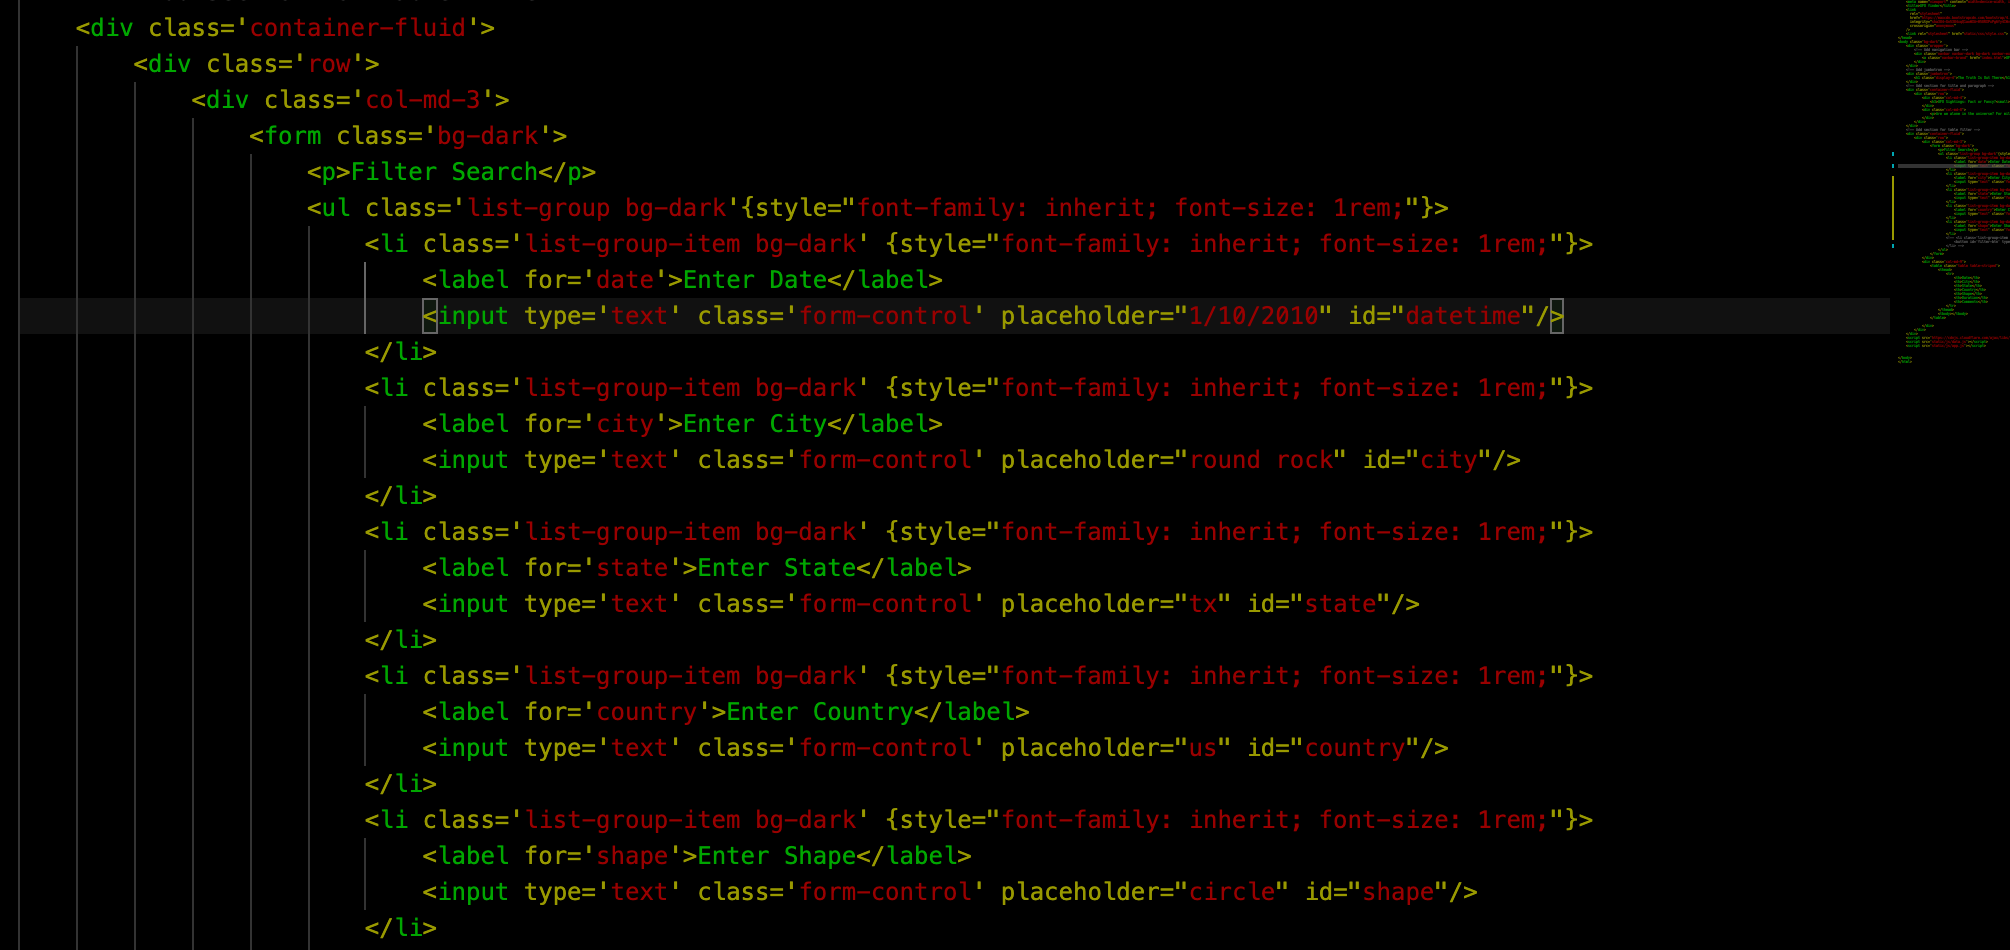 <div class='container-fluid'>
<div class='row'>
<div class='col-md-3'>
<form class='bg-dark'>
<p>Filter Search</p>
<ul class='list-group bg-dark'{style="font-family: inherit; font-size: 1rem;"}>
<li class='list-group-item bg-dark' {style="font-family: inherit; font-size: 1rem;"}>
<label for='date'>Enter Date</label>
<input type='text' class='form-control' placeholder="1/10/2010" id="datetime"/>
</li>
<li class='list-group-item bg-dark' {style="font-family: inherit; font-size: 1rem;"}>
<label for='city'>Enter City</label>
<input type='text' class='form-control' placeholder="round rock" id="city"/>
</li>
<li class='list-group-item bg-dark' {style="font-family: inherit; font-size: 1rem;"}>
<label for='state'>Enter State</label>
<input type='text' class='form-control' placeholder="tx" id="state"/>
</li>
<li class='list-group-item bg-dark' {style="font-family: inherit; font-size: 1rem;"}>
<label for='country'>Enter Country</label>
<input type='text' class='form-control' placeholder="us" id="country"/>
</li>
<li class='list-group-item bg-dark' {style="font-family: inherit; font-size: 1rem;"}>
<label for='shape'>Enter Shape</label>
<input type='text' class='form-control' placeholder="circle" id="shape"/>
</li>